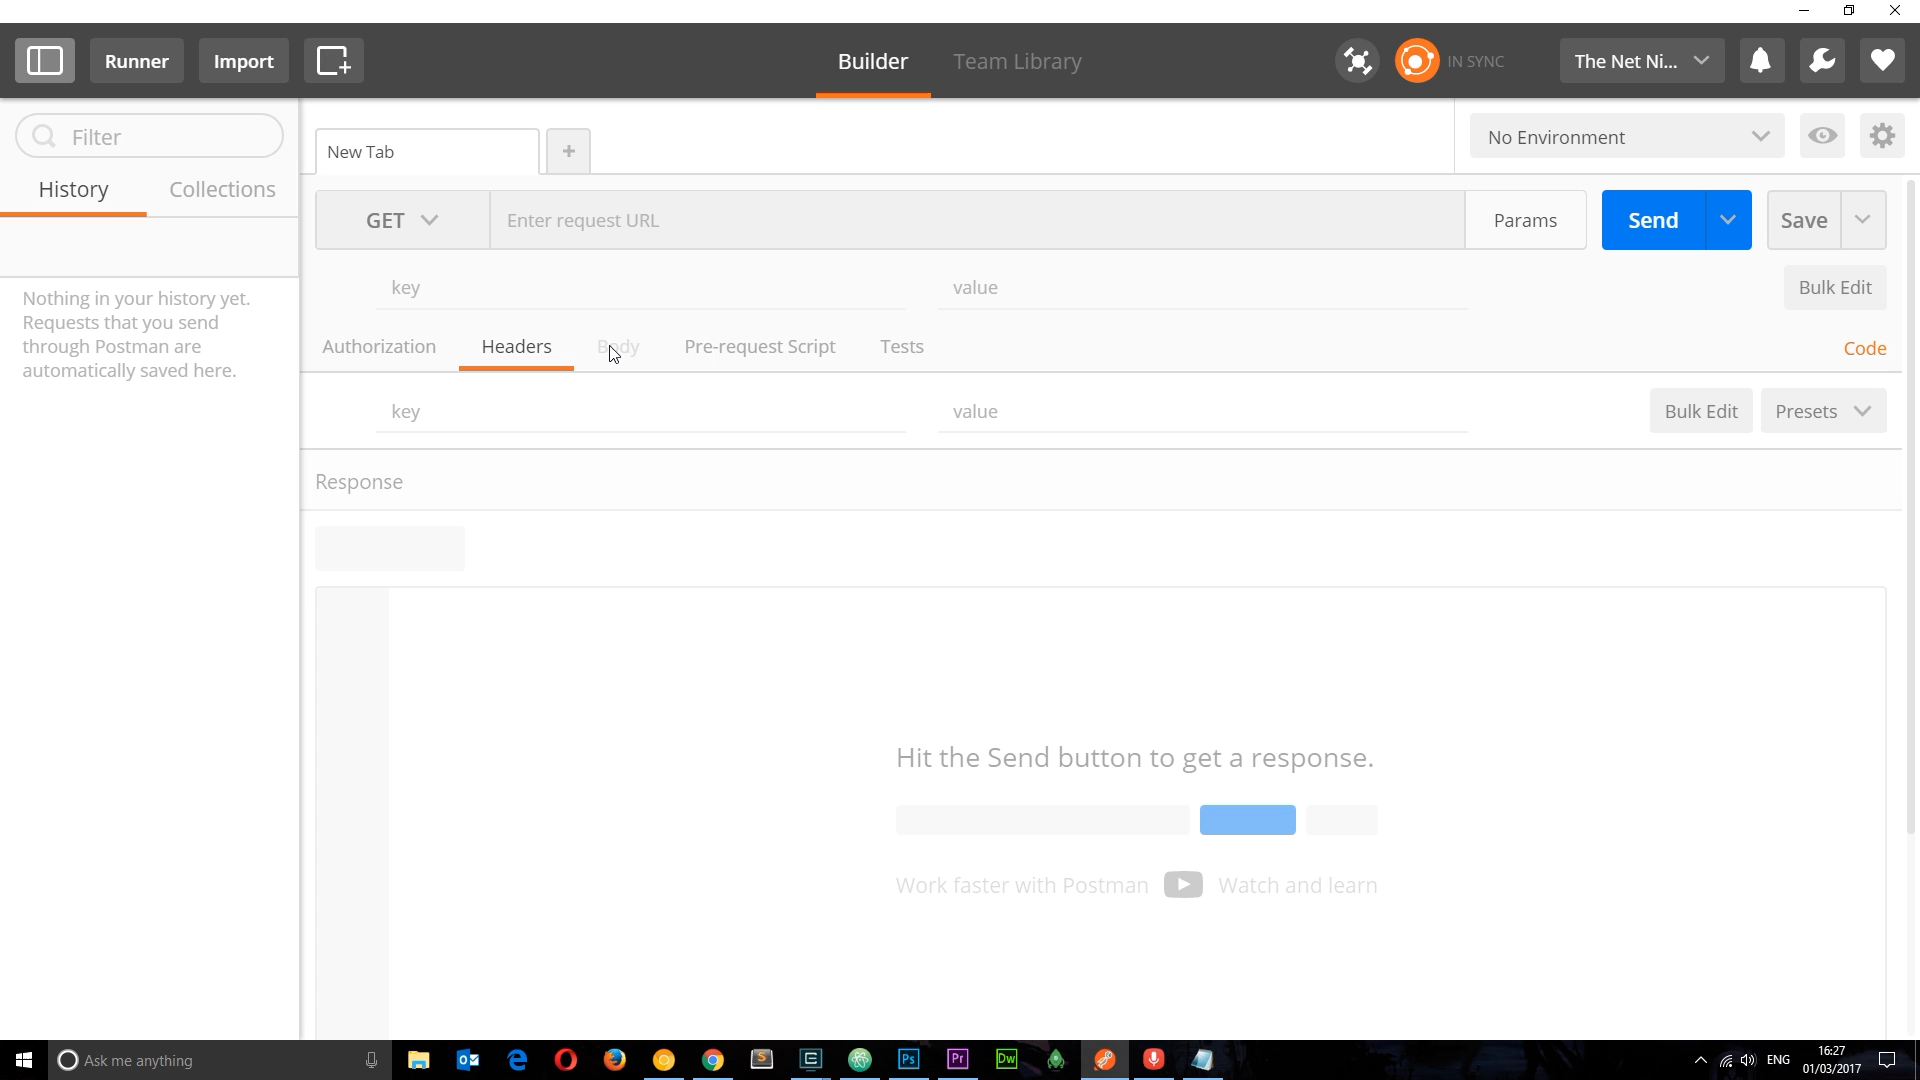 Runner
Import
Builder
Team Library
IN SYNC
The Net Ni...
Filter
History
Collections
Nothing in your history yet.
Requests that you send
through Postman are
automatically saved here.
New Tab
+
No Environment
GET
Enter request URL
Params
Send
Save
key
value
Bulk Edit
Authorization
Headers
Body
Pre-request Script
Tests
Code
key
value
Bulk Edit
Presets
Response
Hit the Send button to get a response.
Work faster with Postman
Watch and learn
Ask me anything
S
Ps
Pr
Dw
ENG
16:27
01/03/2017